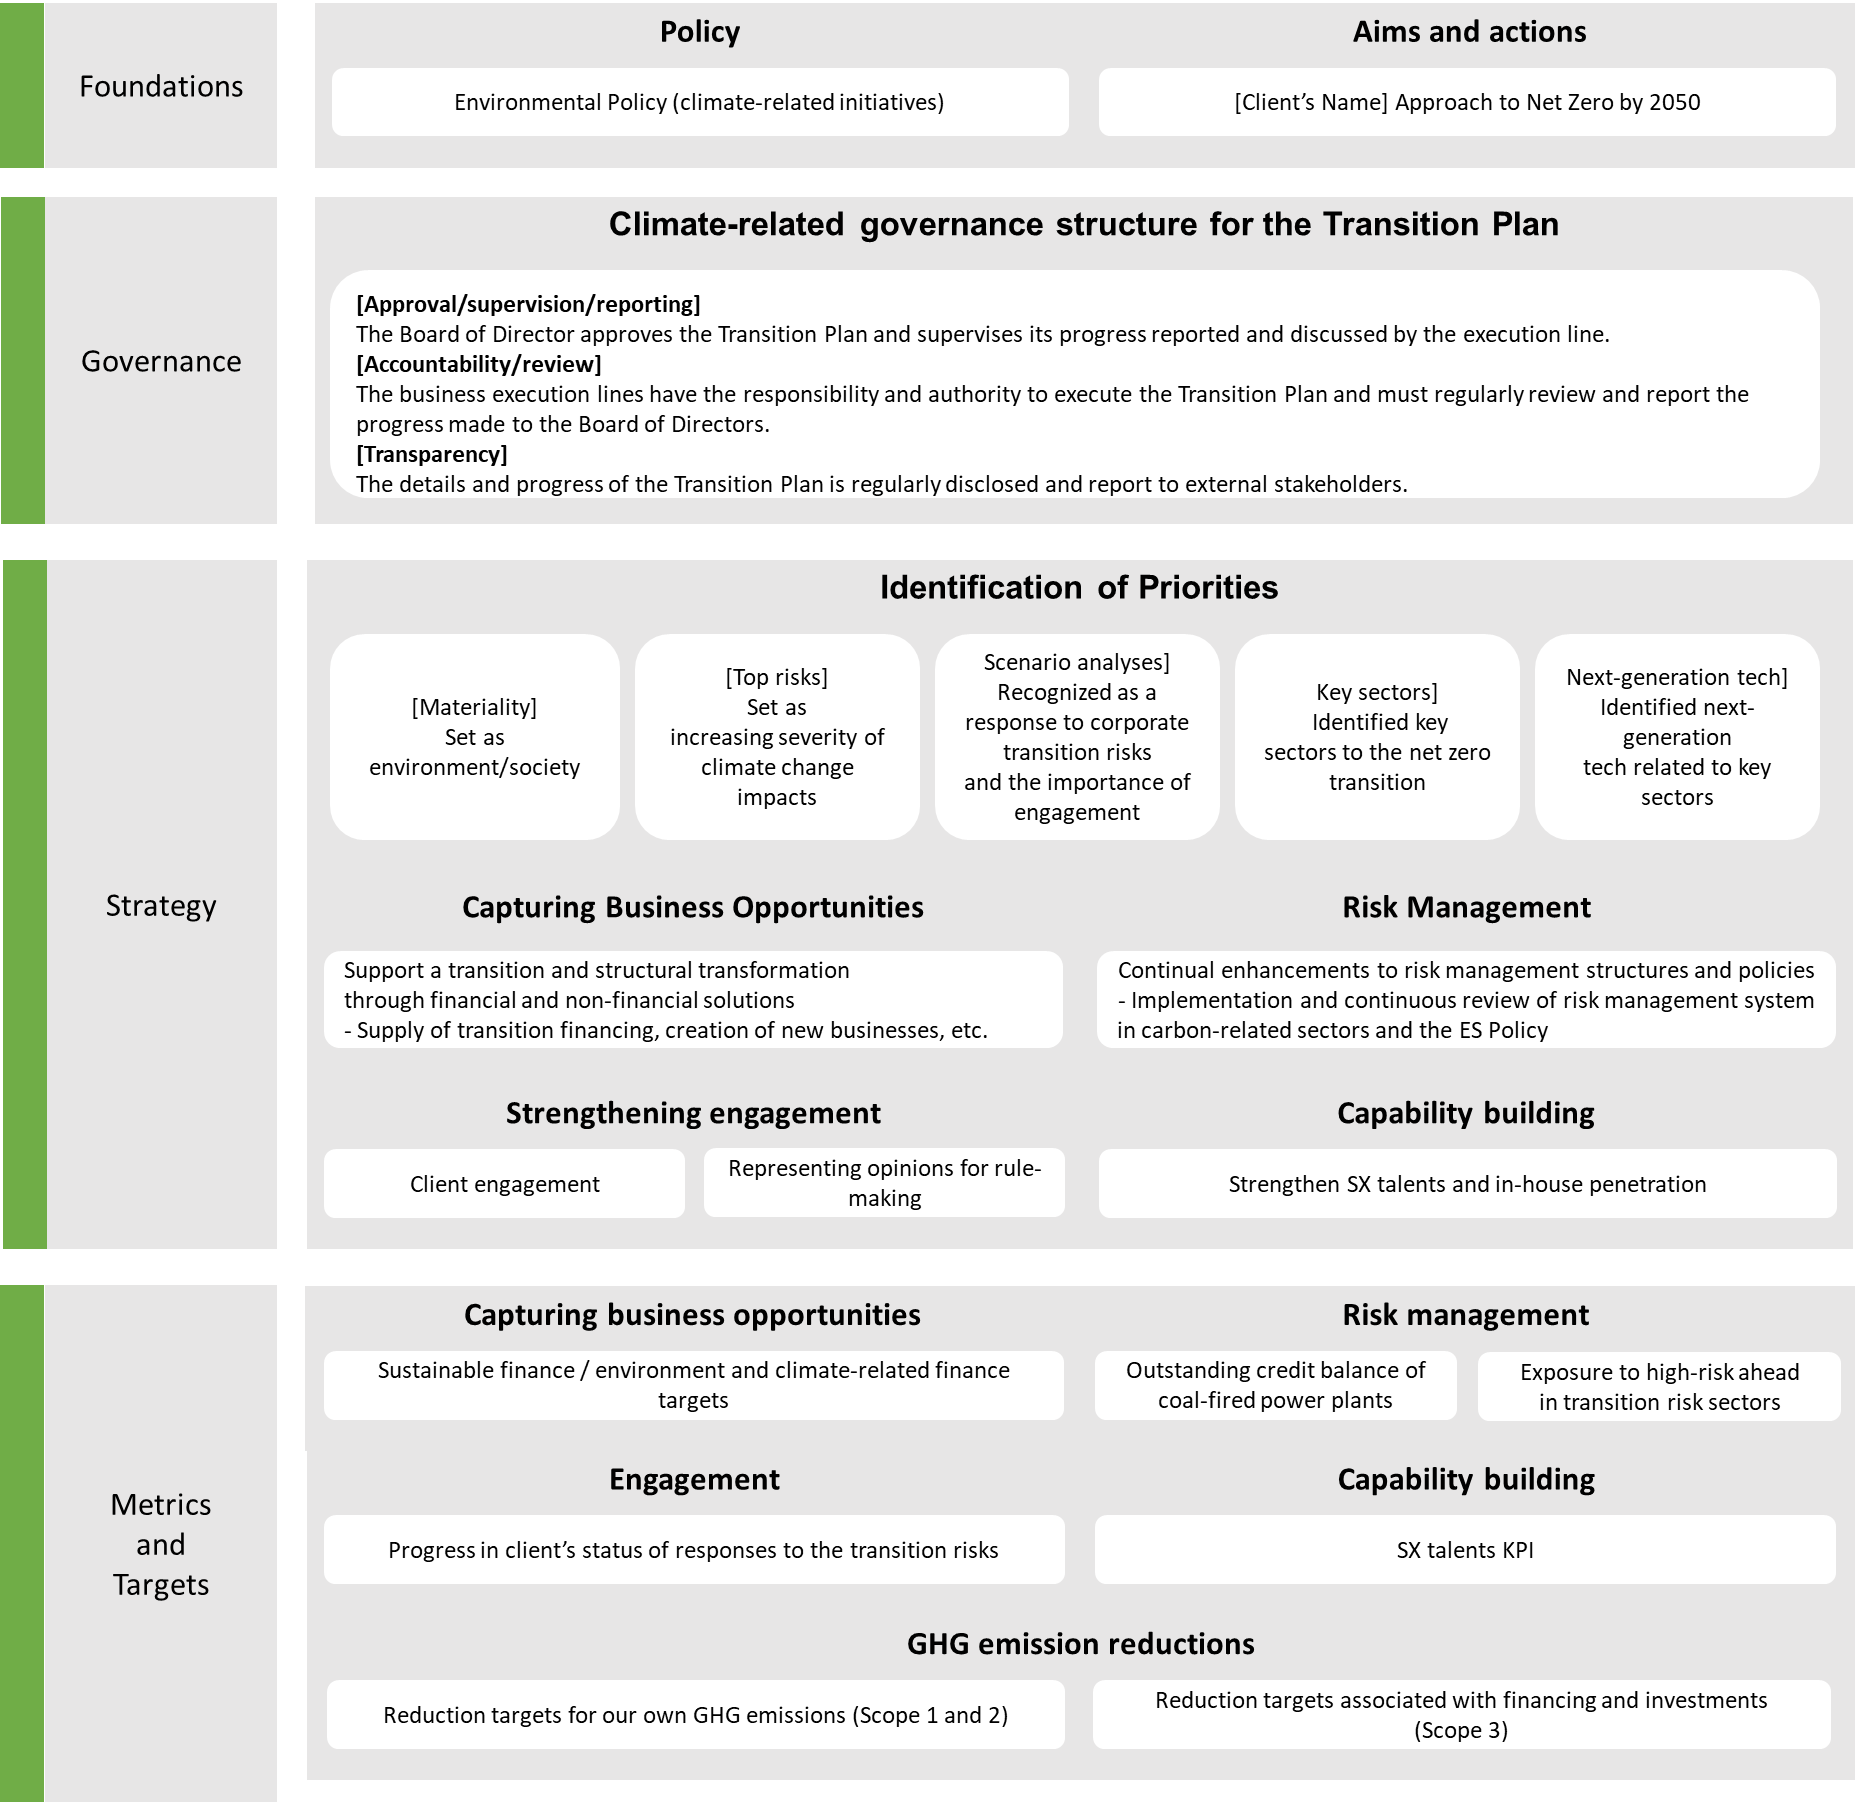 Foundations
Policy
Environmental Policy (climate-related initiatives)
Aims and actions
[Client’s Name] Approach to Net Zero by 2050
Governance
Climate-related governance structure for the Transition Plan
[Approval/supervision/reporting]
The Board of Director approves the Transition Plan and supervises its progress reported and discussed by the execution line.
[Accountability/review]
The business execution lines have the responsibility and authority to execute the Transition Plan and must regularly review and report the
progress made to the Board of Directors.
[Transparency]
The details and progress of the Transition Plan is regularly disclosed and report to external stakeholders.
Strategy
Identification of Priorities
[Materiality]
Set as
environment/society
[Top risks]
Set as
increasing severity of
climate change
impacts
Scenario analyses]
Recognized as a
response to corporate
transition risks
and the importance of
engagement
Key sectors]
Identified key
sectors to the net zero
transition
Next-generation tech]
Identified next-
generation
tech related to key
sectors
Capturing Business Opportunities
Support a transition and structural transformation
through financial and non-financial solutions
- Supply of transition financing, creation of new businesses, etc.
Risk Management
Continual enhancements to risk management structures and policies
- Implementation and continuous review of risk management system
in carbon-related sectors and the ES Policy
Strengthening engagement
Client engagement
Representing opinions for rule-
making
Capability building
Strengthen SX talents and in-house penetration
Metrics
and
Targets
Capturing business opportunities
Sustainable finance / environment and climate-related finance
targets
Risk management
Outstanding credit balance of
coal-fired power plants
Exposure to high-risk ahead
in transition risk sectors
Engagement
Progress in client’s status of responses to the transition risks
Capability building
SX talents KPI
GHG emission reductions
Reduction targets for our own GHG emissions (Scope 1 and 2)
Reduction targets associated with financing and investments
(Scope 3)